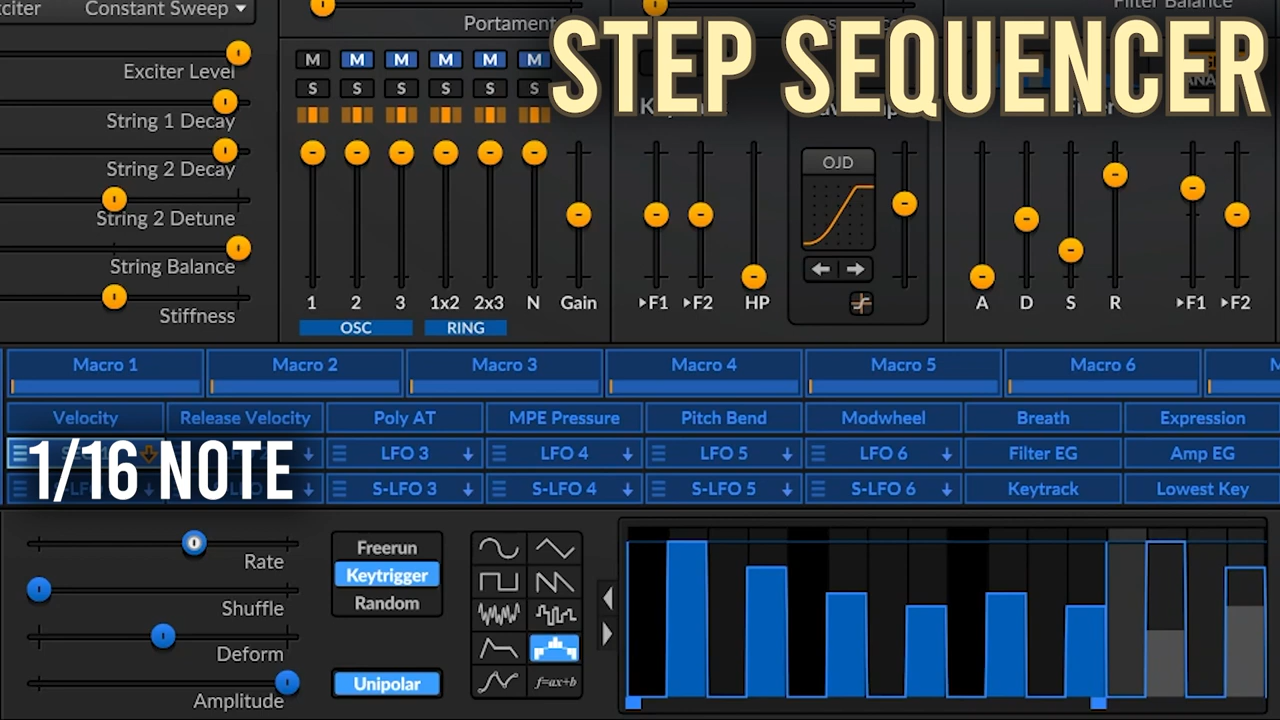 Constant Sweep
Filter Balance
Portament
STEP SEQUENCER
Exciter Level
M M M M M M
S S S S S S
String 1 Decay
String 2 Decay
OJD
String 2 Detune
String Balance
Stiffness
1 2 3 1x2 2x3 N Gain
F1 F2 HP
A D S R
F1 F2
OSC RING
Macro 1 Macro 2 Macro 3 Macro 4 Macro 5 Macro 6
Velocity Release Velocity Poly AT MPE Pressure Pitch Bend Modwheel Breath Expression
LFO 3 LFO 4 LFO 5 LFO 6 Filter EG Amp EG
1/16 NOTE
S-LFO 3 S-LFO 4 S-LFO 5 S-LFO 6 Keytrack Lowest Key
Rate
Shuffle
Deform
Amplitude
Freerun
Keytrigger
Random
Unipolar
f=ax+b